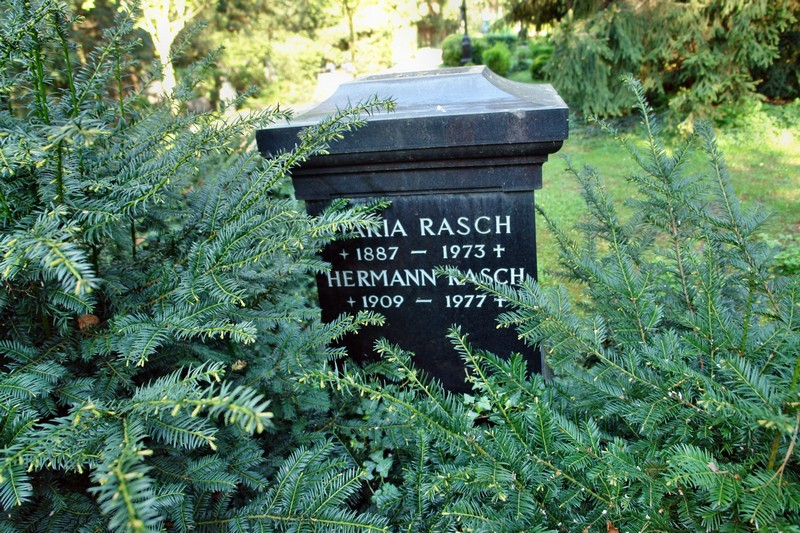 ARIA RASCH
+ 1887 — 1973 +
HERMANN RASCH
+ 1909 — 1977 +